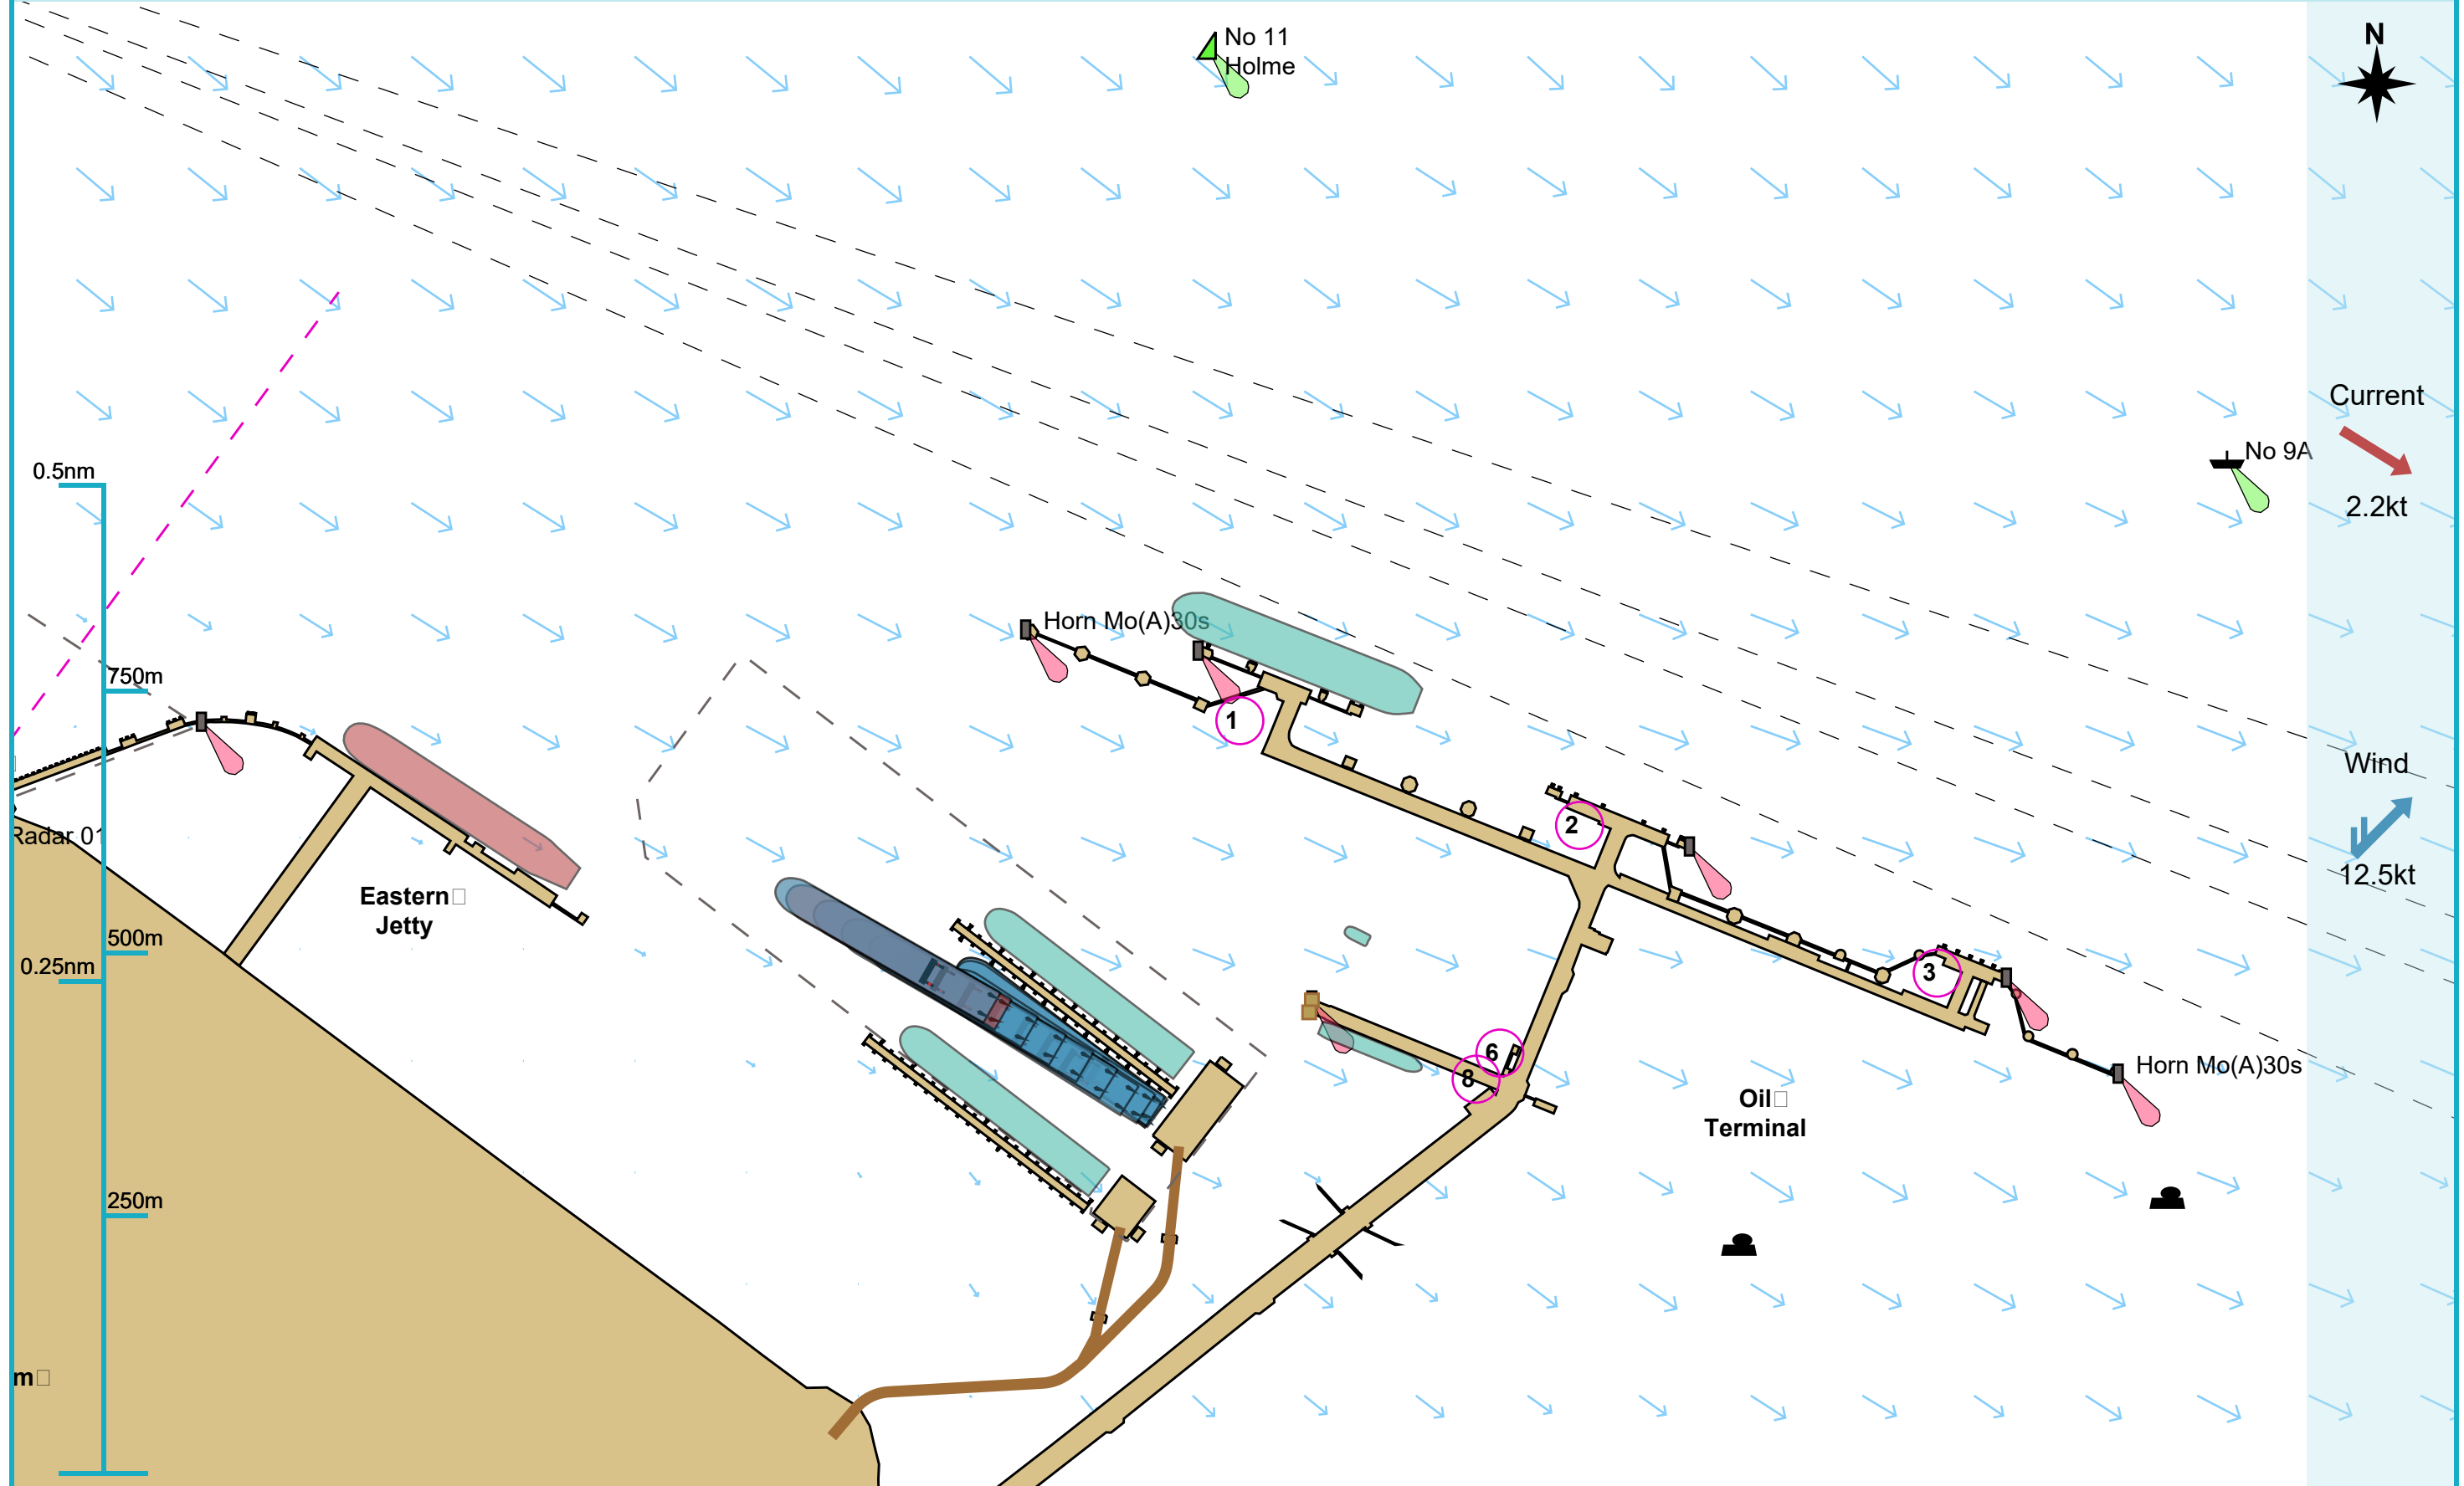 No 11
Holme
N
Current
2.2kt
No 9A
0.5nm
Horn Mo(A)30s
750m
1
Wind
12.5kt
2
Radar 01
Eastern
Jetty
500m
0.25nm
3
6
8
Horn Mo(A)30s
Oil
Terminal
250m
m